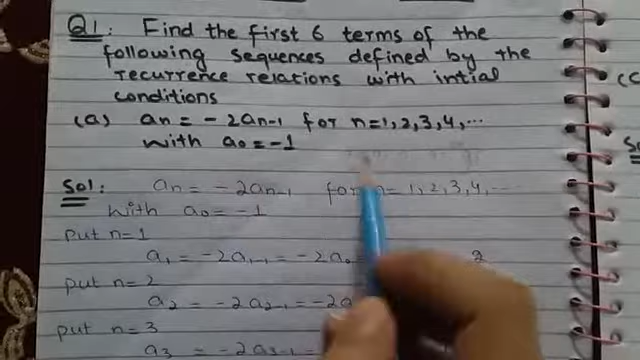 Q1: Find the first 6 terms of the
following sequences defined by the
recurrence relations with intial
conditions
(a) an = -2an-1 for n=1,2,3,4,...
with a0 = -1
Sol: an = -2an-1 for n= 1,2,3,4,...
with a0 = -1
put n=1
a1 = -2a1-1 = -2a0 2
put n=2
a2 = -2a2-1 = -2a
put n=3
a3 = -2a3-1 =
(C
So